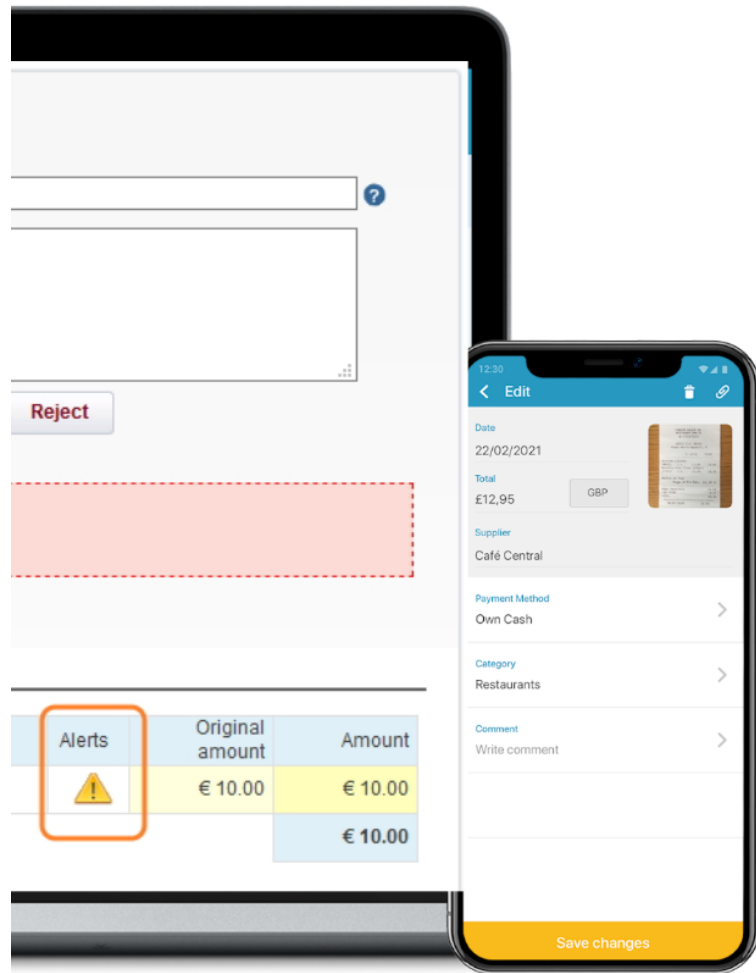 ?
Reject
Alerts
Original
amount
Amount
€ 10.00
€ 10.00
€ 10.00
12:30
Edit
Date
22/02/2021
Total
£12,95
GBP
Supplier
Café Central
Payment Method
Own Cash
Category
Restaurants
Comment
Write comment
Save changes